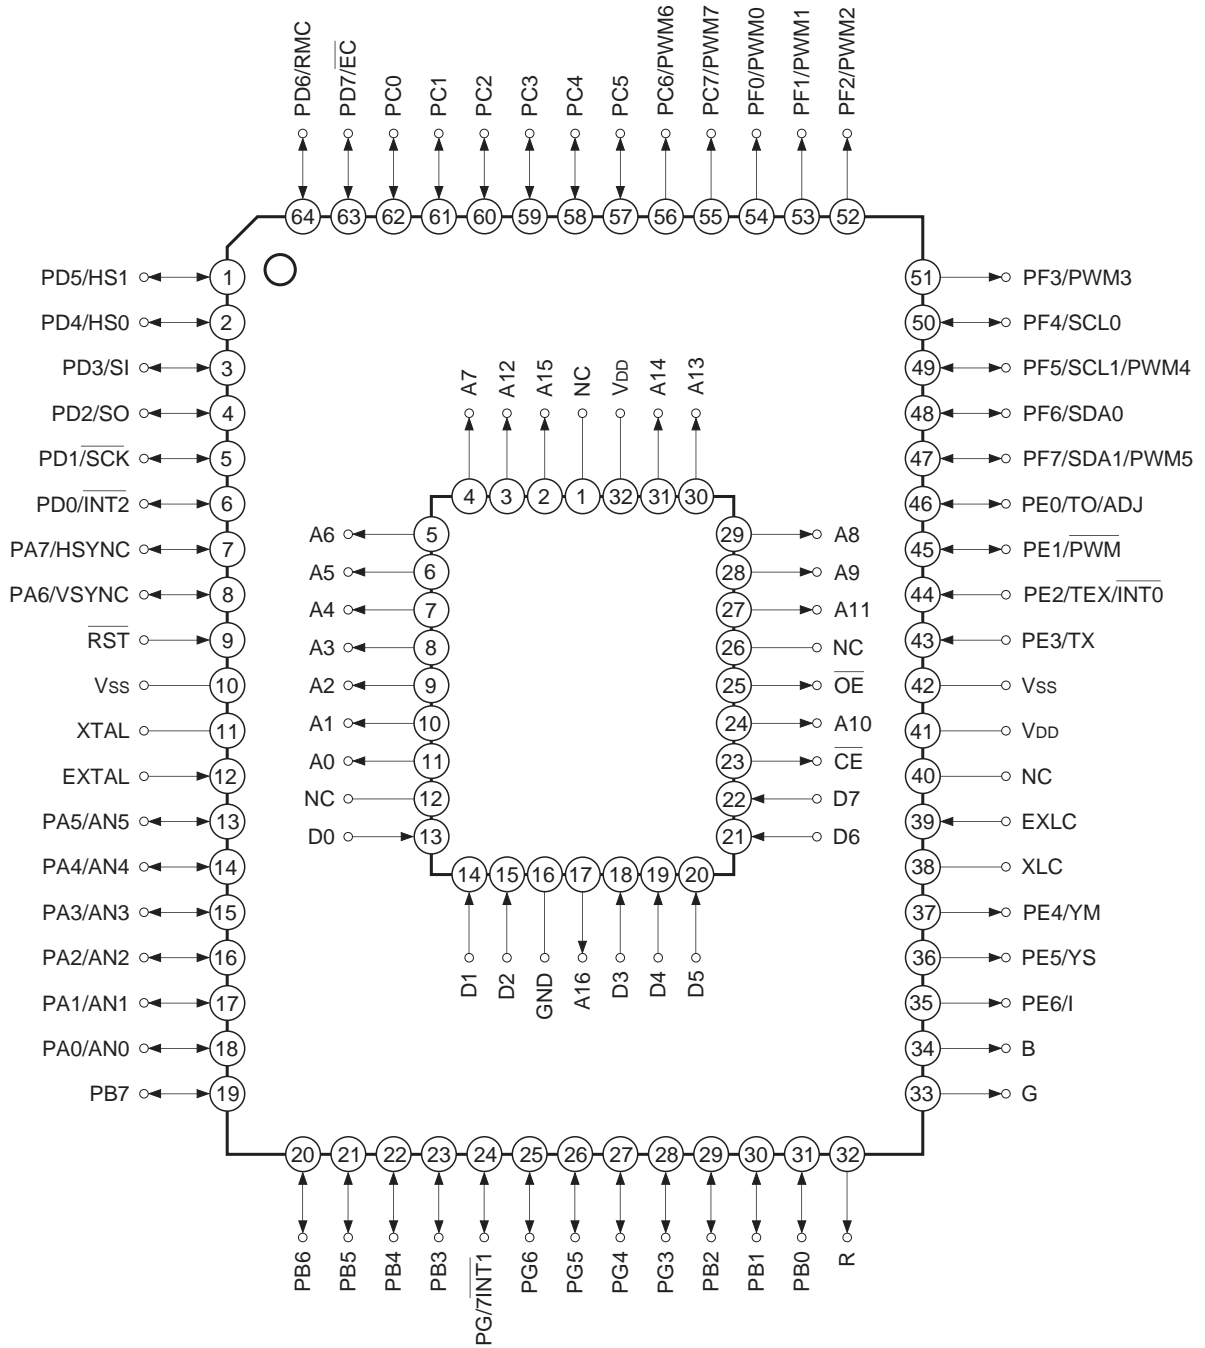 PD6/RMC
PD7/E̅C̅
PC0
PC1
PC2
PC3
PC4
PC5
PC6/PWM6
PC7/PWM7
PF0/PWM0
PF1/PWM1
PF2/PWM2
64 63 62 61 60 59 58 57 56 55 54 53 52
PD5/HS1 1
PD4/HS0 2
PD3/SI 3
PD2/SO 4
PD1/S̅C̅K̅ 5
PD0/I̅N̅T̅2̅ 6
PA7/HSYNC 7
PA6/VSYNC 8
R̅S̅T̅ 9
VSS 10
XTAL 11
EXTAL 12
PA5/AN5 13
PA4/AN4 14
PA3/AN3 15
PA2/AN2 16
PA1/AN1 17
PA0/AN0 18
PB7 19
A7
A12
A15
NC
VDD
A14
A13
4 3 2 1 32 31 30
A6 5
A5 6
A4 7
A3 8
A2 9
A1 10
A0 11
NC 12
D0 13
29 A8
28 A9
27 A11
26 NC
25 O̅E̅
24 A10
23 C̅E̅
22 D7
21 D6
14 15 16 17 18 19 20
D1
D2
GND
A16
D3
D4
D5
51 PF3/PWM3
50 PF4/SCL0
49 PF5/SCL1/PWM4
48 PF6/SDA0
47 PF7/SDA1/PWM5
46 PE0/TO/ADJ
45 PE1/P̅W̅M̅
44 PE2/TEX/I̅N̅T̅0̅
43 PE3/TX
42 VSS
41 VDD
40 NC
39 EXLC
38 XLC
37 PE4/YM
36 PE5/YS
35 PE6/I
34 B
33 G
20 21 22 23 24 25 26 27 28 29 30 31 32
PB6
PB5
PB4
PB3
PG/7I̅N̅T̅1̅
PG6
PG5
PG4
PG3
PB2
PB1
PB0
R